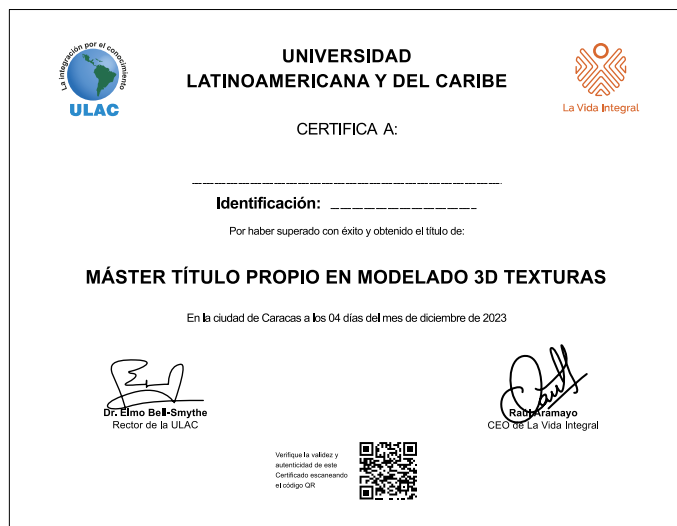 La integración por el conocimiento
ULAC
UNIVERSIDAD
LATINOAMERICANA Y DEL CARIBE
La Vida Integral
CERTIFICA A:
Identificación:
Por haber superado con éxito y obtenido el título de:
MÁSTER TÍTULO PROPIO EN MODELADO 3D TEXTURAS
En la ciudad de Caracas a los 04 días del mes de diciembre de 2023
Dr. Elmo Bell-Smythe
Rector de la ULAC
Raúl Aramayo
CEO de La Vida Integral
Verifique la validez y
autenticidad de este
Certificado escaneando
el código QR